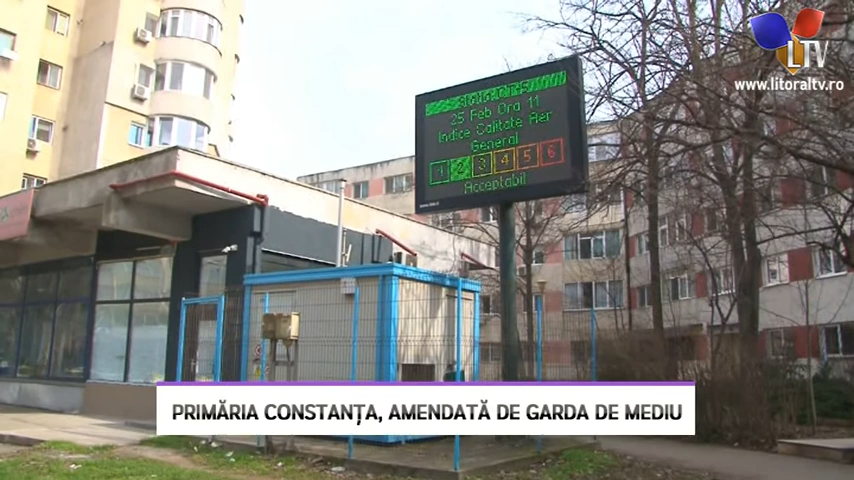 LTV
www.litoraltv.ro
25 Feb Ora 11
Indice Calitate Aer
General
1 2 3 4 5 6
Acceptabil
PRIMĂRIA CONSTANȚA, AMENDATĂ DE GARDA DE MEDIU